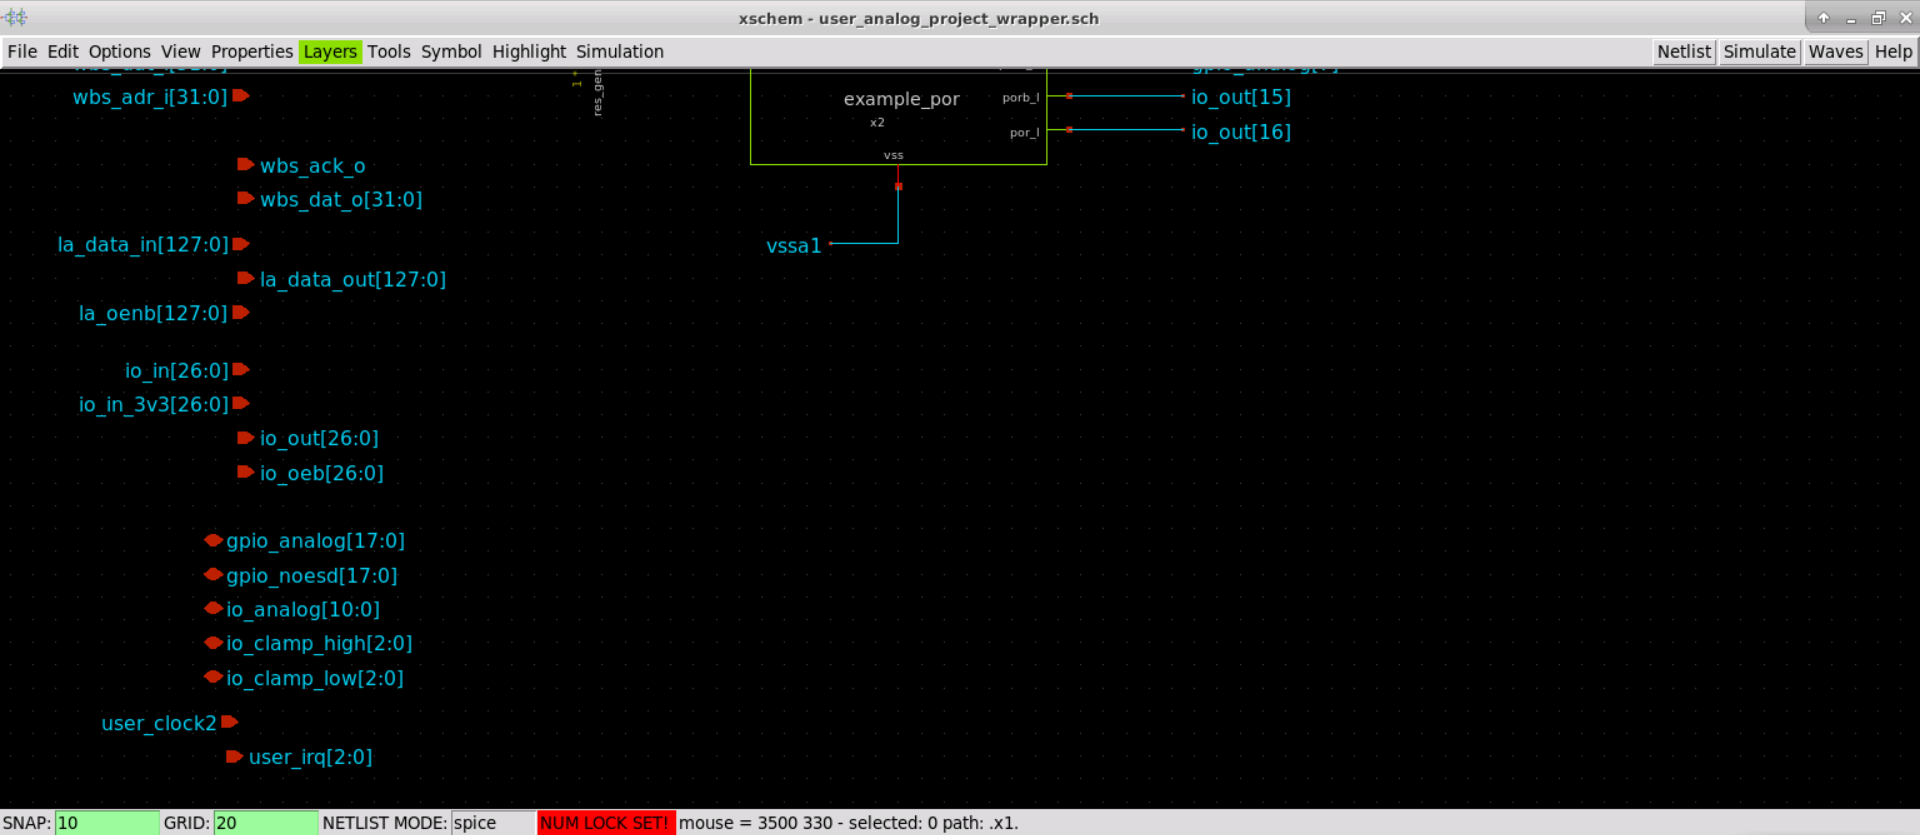 xschem - user_analog_project_wrapper.sch
File Edit Options View Properties Layers Tools Symbol Highlight Simulation Netlist Simulate Waves Help
wbs_adr_i[31:0]
wbs_ack_o
wbs_dat_o[31:0]
la_data_in[127:0]
la_data_out[127:0]
la_oenb[127:0]
io_in[26:0]
io_in_3v3[26:0]
io_out[26:0]
io_oeb[26:0]
gpio_analog[17:0]
gpio_noesd[17:0]
io_analog[10:0]
io_clamp_high[2:0]
io_clamp_low[2:0]
user_clock2
user_irq[2:0]
example_por
x2
vss
porb_l
por_l
io_out[15]
io_out[16]
vssa1
SNAP: 10 GRID: 20 NETLIST MODE: spice NUM LOCK SET! mouse = 3500 330 - selected: 0 path: .x1.